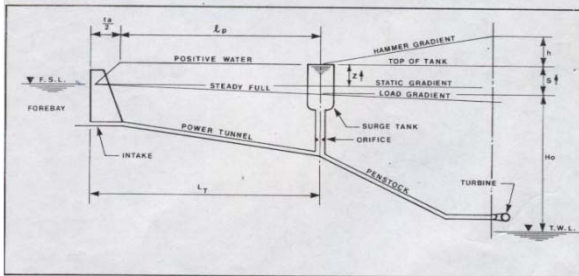 ta
2
lp
HAMMER GRADIENT
h
POSITIVE WATER
TOP OF TANK
F.S.L.
Z
S
STEADY FULL
STATIC GRADIENT
LOAD GRADIENT
FOREBAY
SURGE TANK
POWER TUNNEL
ORIFICE
Ho
INTAKE
PENSTOCK
TURBINE
LT
T.W.L.